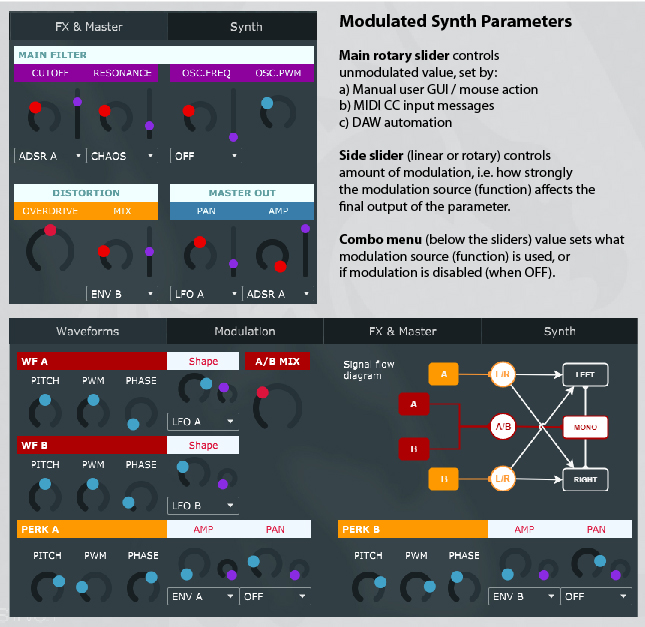 FX & Master
Synth
MAIN FILTER
CUTOFF
RESONANCE
OSC.FREQ
OSC.PWM
ADSR A
CHAOS
OFF
DISTORTION
MASTER OUT
OVERDRIVE
MIX
PAN
AMP
ENV B
LFO A
ADSR A
Modulated Synth Parameters
Main rotary slider controls
unmodulated value, set by:
a) Manual user GUI / mouse action
b) MIDI CC input messages
c) DAW automation
Side slider (linear or rotary) controls
amount of modulation, i.e. how strongly
the modulation source (function) affects the
final output of the parameter.
Combo menu (below the sliders) value sets what
modulation source (function) is used, or
if modulation is disabled (when OFF).
Waveforms
Modulation
FX & Master
Synth
WF A
Shape
A/B MIX
PITCH
PWM
PHASE
LFO A
WF B
Shape
PITCH
PWM
PHASE
LFO B
Signal flow
diagram
A
L/R
LEFT
A
A/B
MONO
B
B
L/R
RIGHT
PERK A
AMP
PAN
PITCH
PWM
PHASE
ENV A
OFF
PERK B
AMP
PAN
PITCH
PWM
PHASE
ENV B
OFF